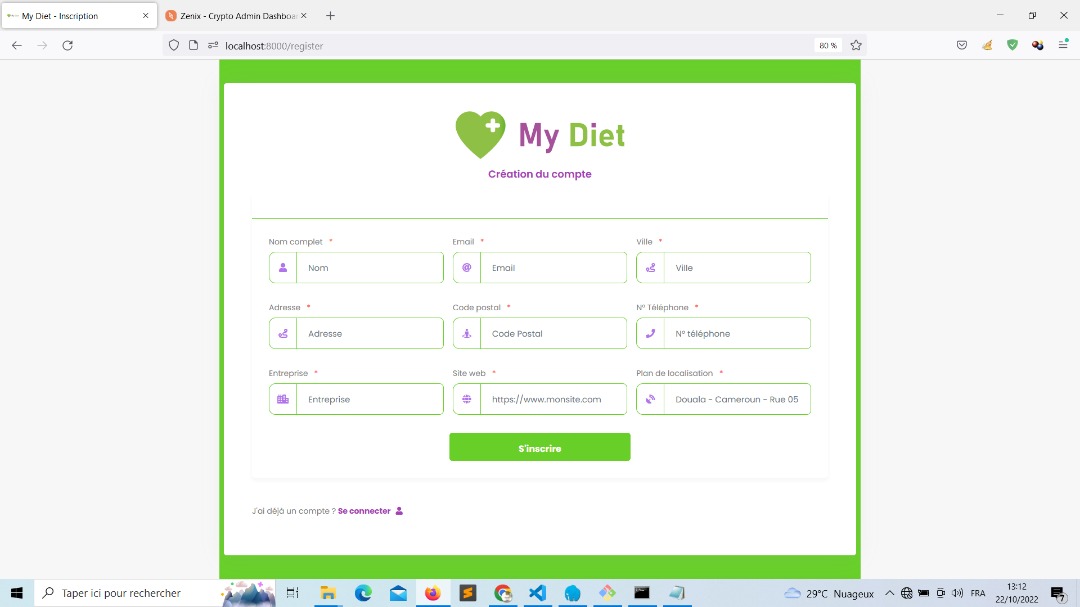 My Diet - Inscription
Zenix - Crypto Admin Dashboar
localhost:8000/register
80 %
My Diet
Création du compte
Nom complet *
Email *
Ville *
Nom
Email
Ville
Adresse *
Code postal *
N° Téléphone *
Adresse
Code Postal
N° téléphone
Entreprise *
Site web *
Plan de localisation *
Entreprise
https://www.monsite.com
Douala - Cameroun - Rue 05
S'inscrire
J'ai déjà un compte ? Se connecter
Taper ici pour rechercher
29°C Nuageux
FRA
13:12
22/10/2022
7